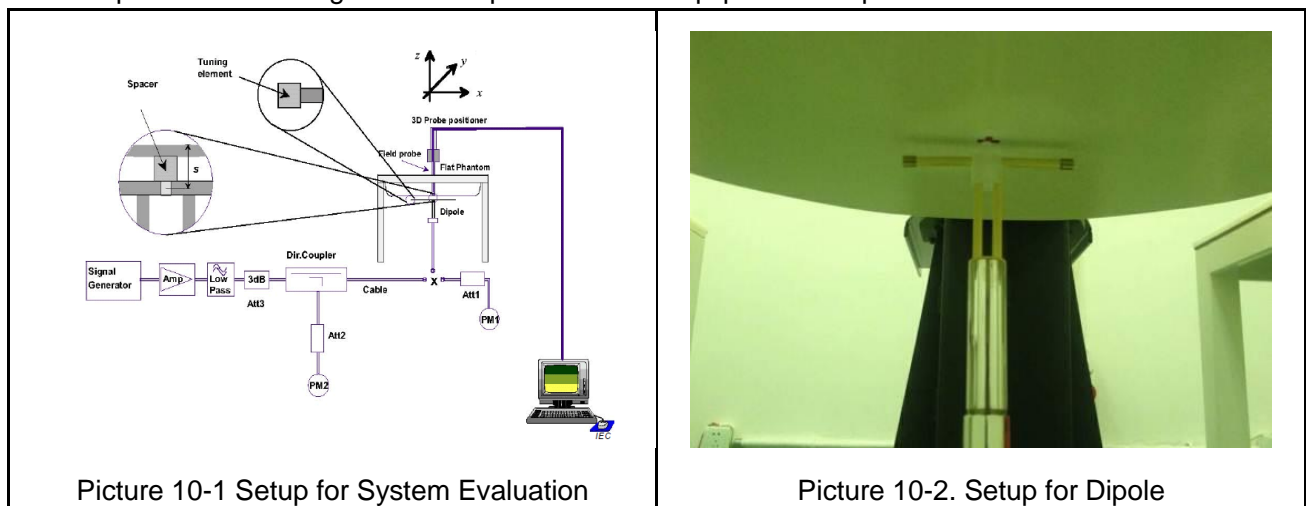 Tuning
element
Spacer
s
z
y
x
3D Probe positioner
Field probe
Flat Phantom
Dipole
Signal
Generator
Amp
Low
Pass
3dB
Att3
Dir.Coupler
Cable
X
Att1
PM1
Att2
PM2
IEC
Picture 10-1 Setup for System Evaluation
Picture 10-2. Setup for Dipole